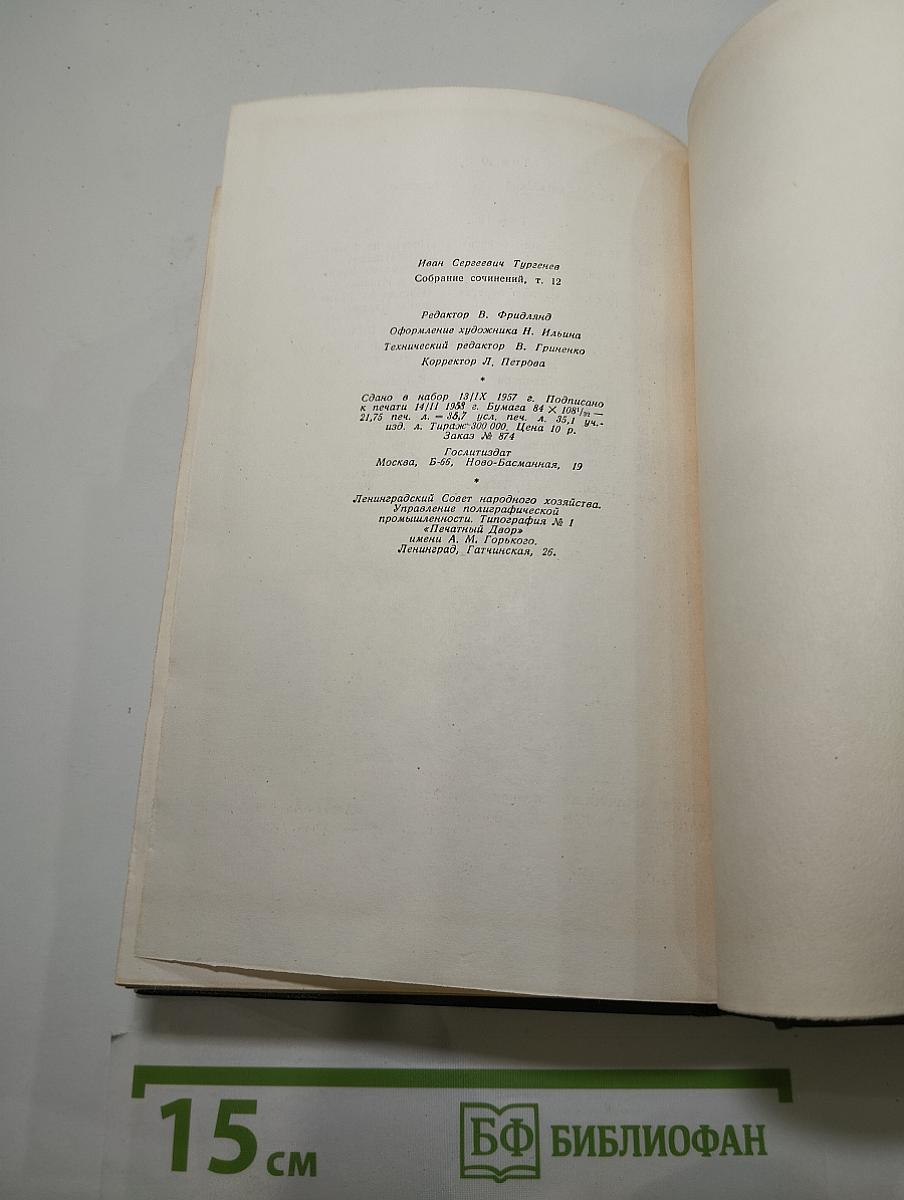 Иван Сергеевич Тургенев
Собрание сочинений, т. 12
Редактор В. Фридлянд
Оформление художника Н. Ильина
Технический редактор В. Гриненко
Корректор Л. Петрова
*
Сдано в набор 13/IX 1957 г. Подписано
к печати 14/II 1958 г. Бумага 84 × 108 1/32 —
21,75 печ. л. = 35,7 усл. печ. л. 35,1 уч.-
изд. л. Тираж 300 000. Цена 10 р.
Заказ № 874
Гослитиздат
Москва, Б-66, Ново-Басманная, 19
*
Ленинградский Совет народного хозяйства.
Управление полиграфической
промышленности. Типография № 1
«Печатный Двор»
имени А. М. Горького.
Ленинград, Гатчинская, 26.
15 см
БФ БИБЛИОФАН